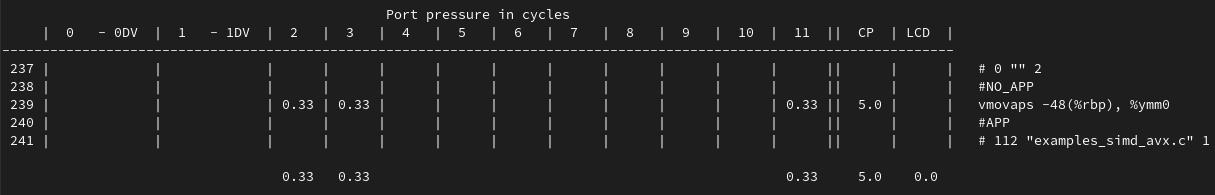 Port pressure in cycles
| 0 - 0DV | 1 - 1DV | 2 | 3 | 4 | 5 | 6 | 7 | 8 | 9 | 10 | 11 || CP | LCD |
-------------------------------------------------------------------------------------------------------------------------
237 | | | | | | | | | | | | || | | # 0 "" 2
238 | | | | | | | | | | | | || | | #NO_APP
239 | | | 0.33 | 0.33 | | | | | | | | 0.33 || 5.0 | | vmovaps -48(%rbp), %ymm0
240 | | | | | | | | | | | | || | | #APP
241 | | | | | | | | | | | | || | | # 112 "examples_simd_avx.c" 1
0.33 0.33 0.33 5.0 0.0